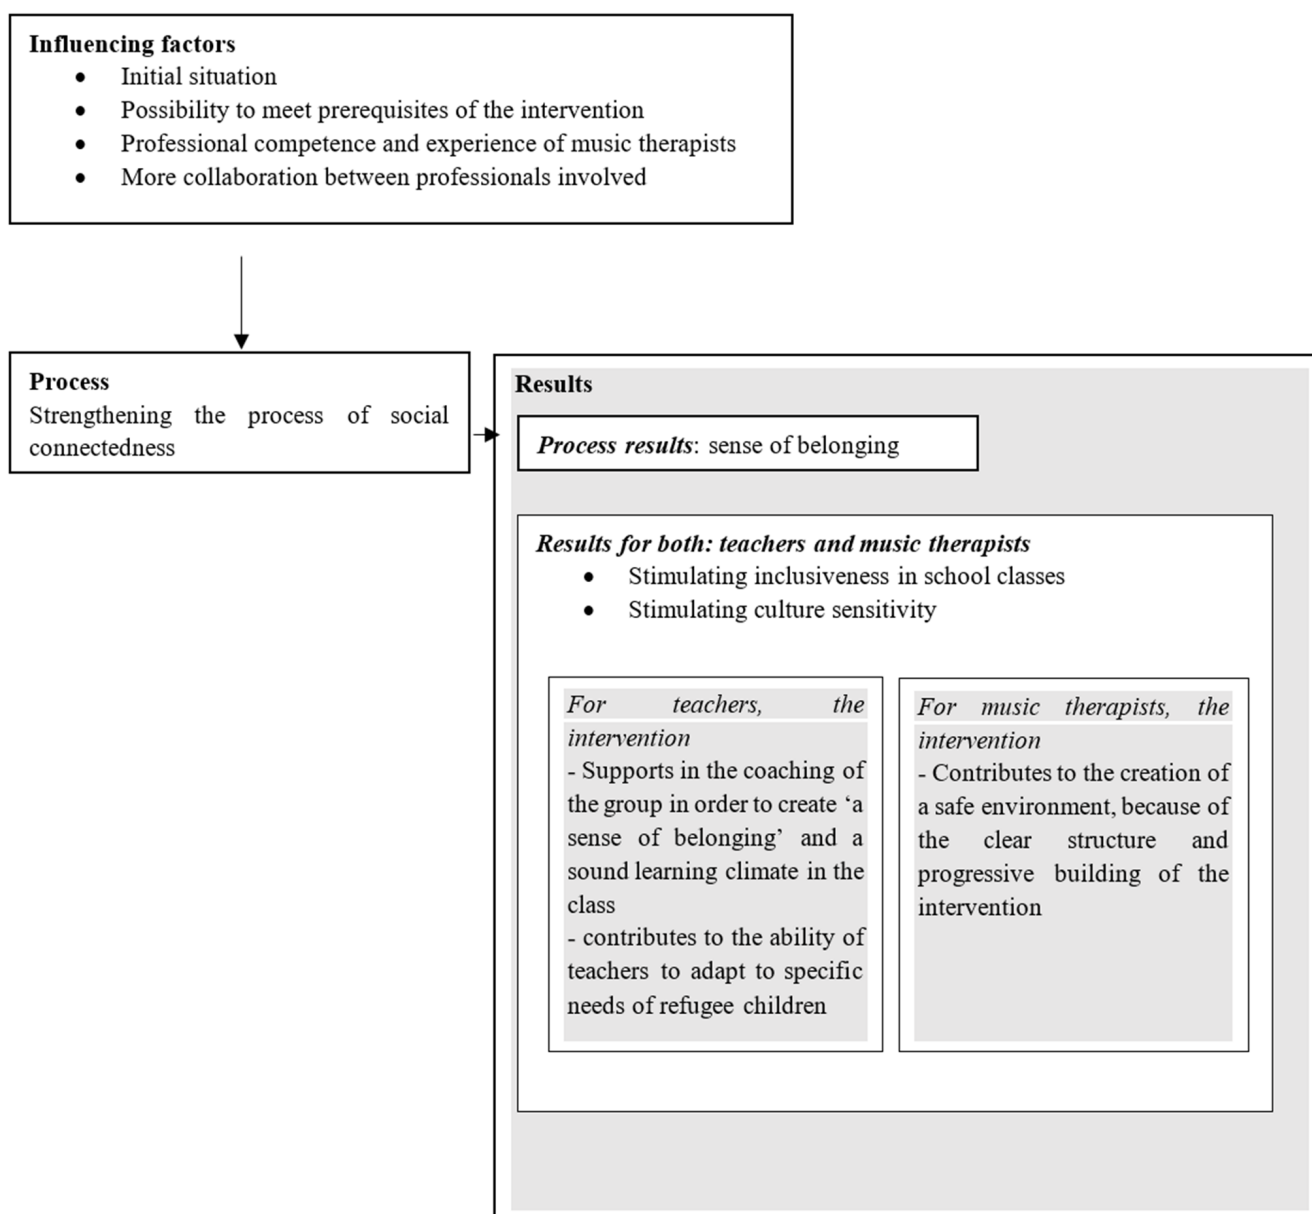 Influencing factors
• Initial situation
• Possibility to meet prerequisites of the intervention
• Professional competence and experience of music therapists
• More collaboration between professionals involved
Process
Strengthening the process of social
connectedness
Results
Process results: sense of belonging
Results for both: teachers and music therapists
• Stimulating inclusiveness in school classes
• Stimulating culture sensitivity
For teachers, the
intervention
- Supports in the coaching of
the group in order to create ‘a
sense of belonging’ and a
sound learning climate in the
class
- contributes to the ability of
teachers to adapt to specific
needs of refugee children
For music therapists, the
intervention
- Contributes to the creation of
a safe environment, because of
the clear structure and
progressive building of the
intervention